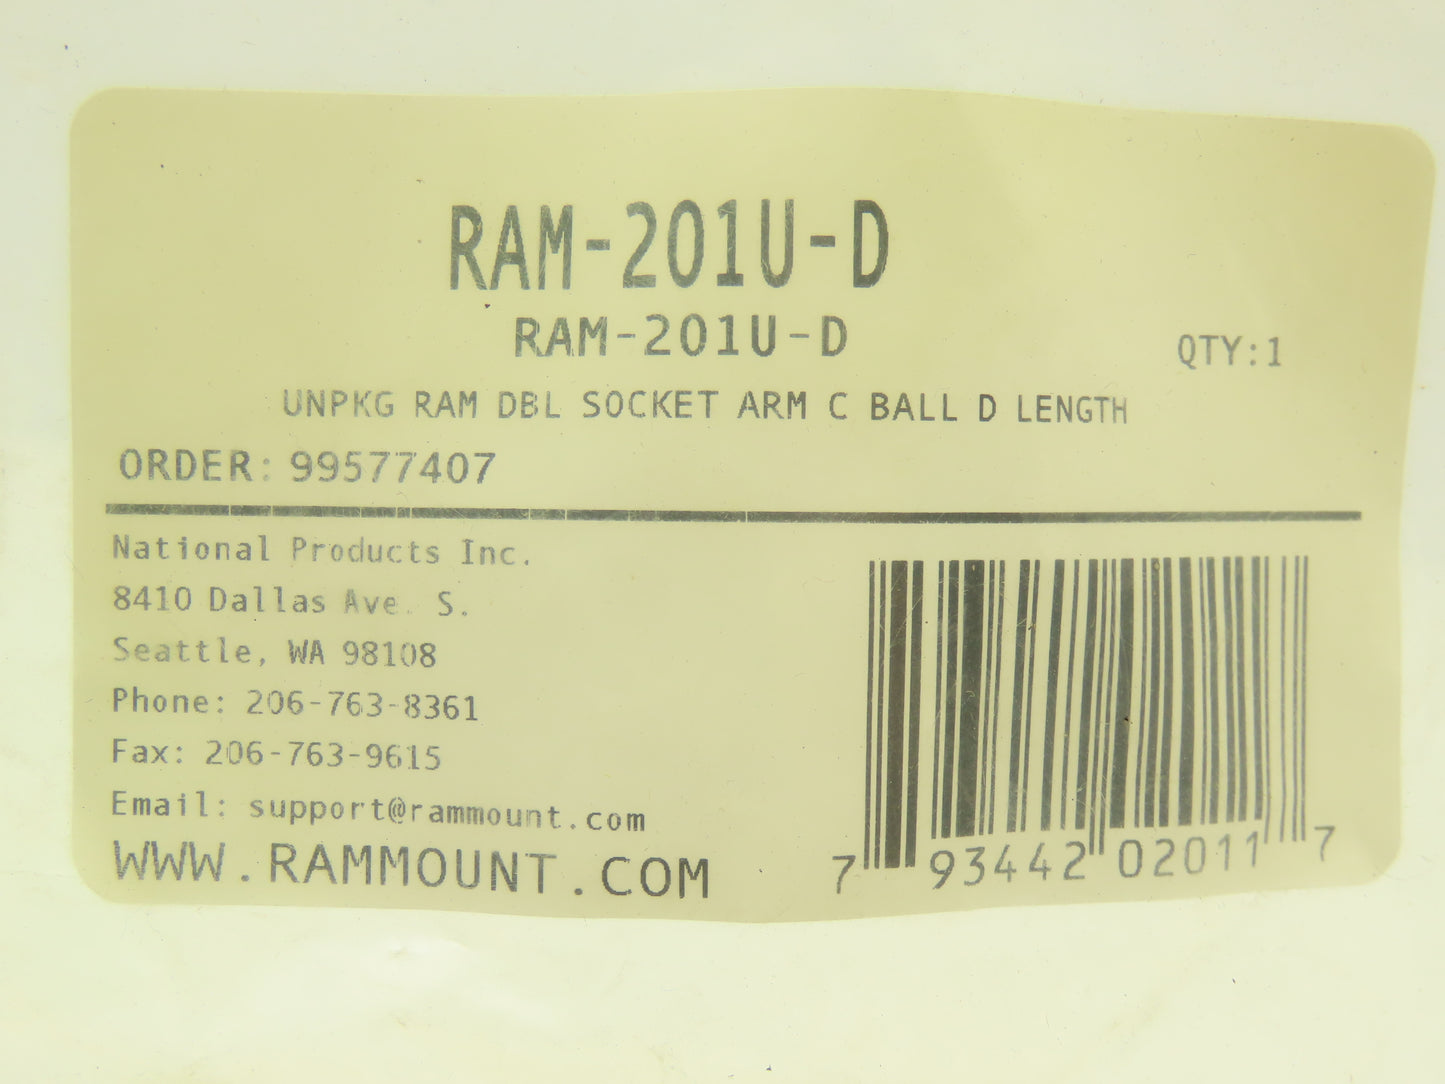 RAM-201U-D
RAM-201U-D
QTY:1
UNPKG RAM DBL SOCKET ARM C BALL D LENGTH
ORDER: 99577407
National Products Inc.
8410 Dallas Ave. S.
Seattle, WA 98108
Phone: 206-763-8361
Fax: 206-763-9615
Email: support@rammount.com
WWW.RAMMOUNT.COM
7 93442 02011 7